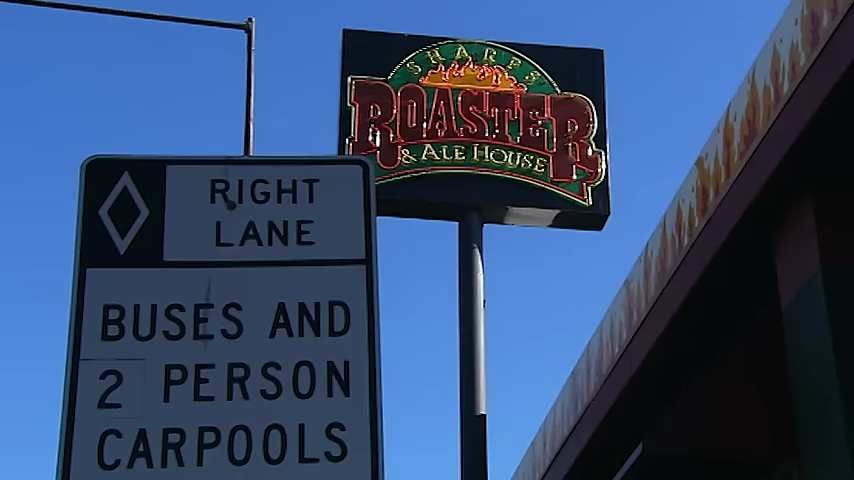 SHARPS
ROASTER
& ALE HOUSE
RIGHT
LANE
BUSES AND
2 PERSON
CARPOOLS